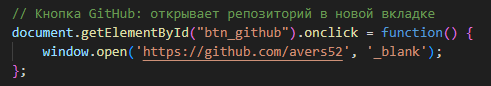 // Кнопка GitHub: открывает репозиторий в новой вкладке
document.getElementById("btn_github").onclick = function() {
    window.open('https://github.com/avers52', '_blank');
};